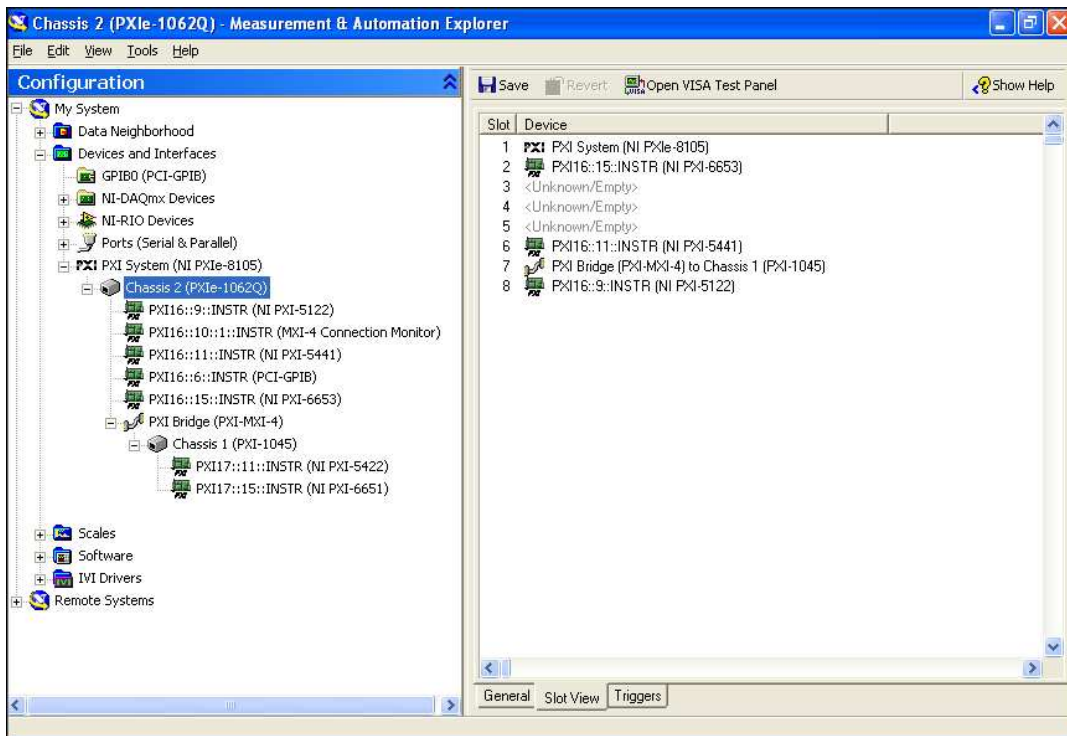 Chassis 2 (PXIe-1062Q) - Measurement & Automation Explorer
File Edit View Tools Help
Configuration
My System
Data Neighborhood
Devices and Interfaces
GPIB0 (PCI-GPIB)
NI-DAQmx Devices
NI-RIO Devices
Ports (Serial & Parallel)
PXI PXI System (NI PXIe-8105)
Chassis 2 (PXIe-1062Q)
PXI16::9::INSTR (NI PXI-5122)
PXI16::10::1::INSTR (MXI-4 Connection Monitor)
PXI16::11::INSTR (NI PXI-5441)
PXI16::6::INSTR (PCI-GPIB)
PXI16::15::INSTR (NI PXI-6653)
PXI Bridge (PXI-MXI-4)
Chassis 1 (PXI-1045)
PXI17::11::INSTR (NI PXI-5422)
PXI17::15::INSTR (NI PXI-6651)
Scales
Software
IVI Drivers
Remote Systems
Save Revert Open VISA Test Panel Show Help
Slot Device
1 PXI PXI System (NI PXIe-8105)
2 PXI16::15::INSTR (NI PXI-6653)
3 <Unknown/Empty>
4 <Unknown/Empty>
5 <Unknown/Empty>
6 PXI16::11::INSTR (NI PXI-5441)
7 PXI Bridge (PXI-MXI-4) to Chassis 1 (PXI-1045)
8 PXI16::9::INSTR (NI PXI-5122)
General Slot View Triggers